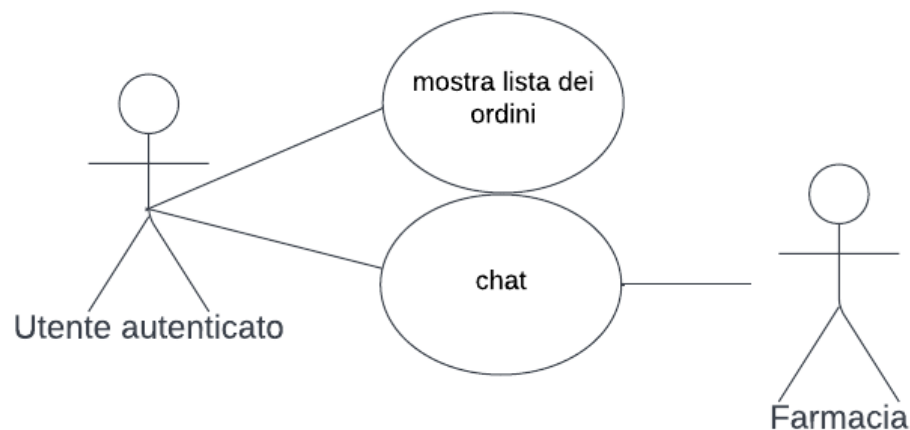 mostra lista dei
ordini
chat
Utente autenticato
Farmacia